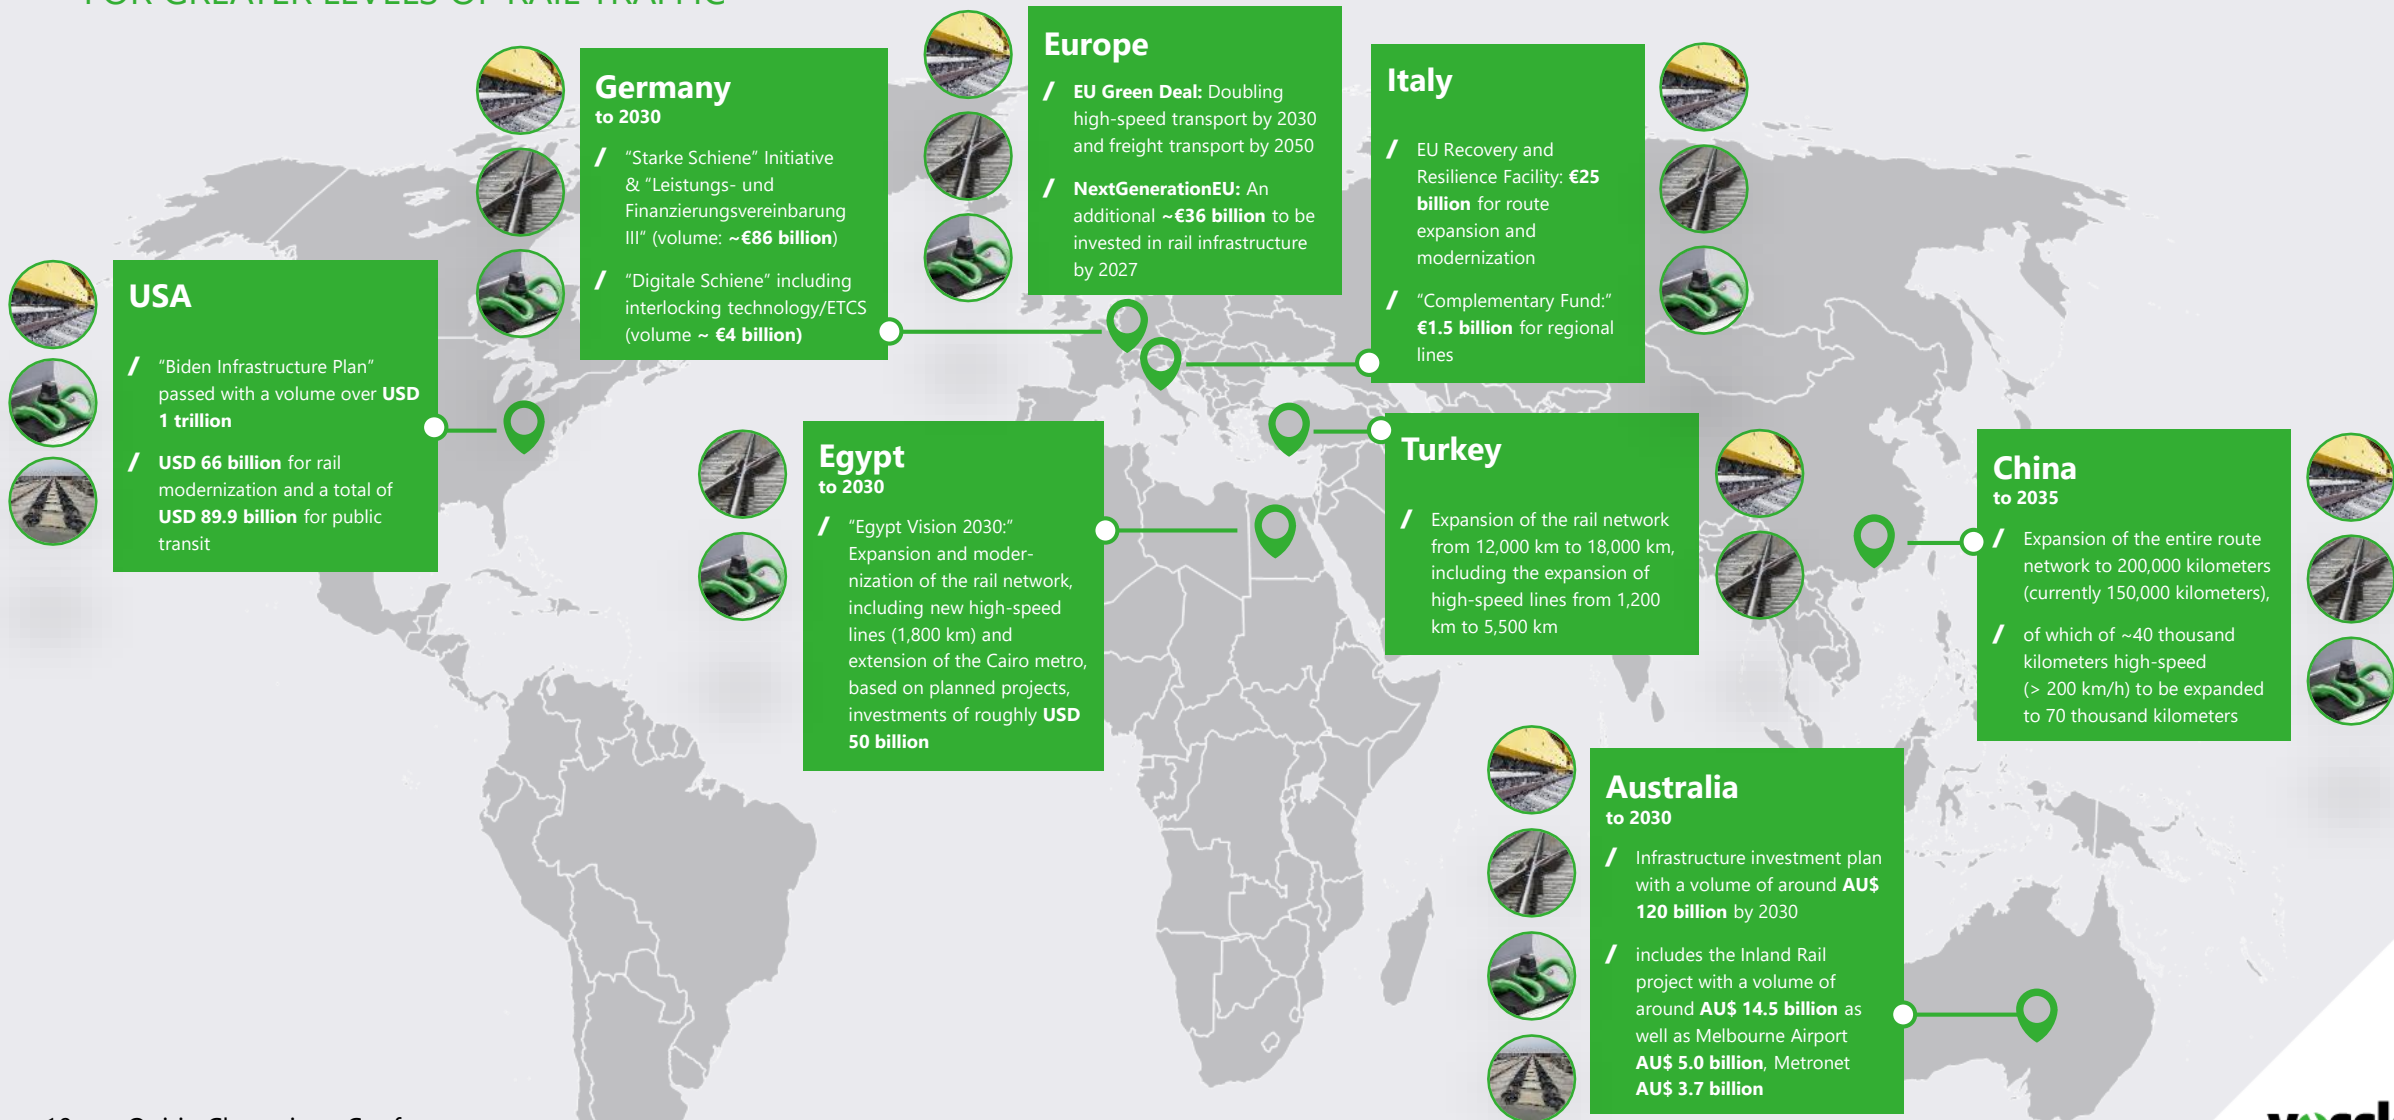 FOR GREATER LEVELS OF RAIL TRAFFIC
Germany
to 2030
/ "Starke Schiene" Initiative
& "Leistungs- und
Finanzierungsvereinbarung
III" (volume: ~€86 billion)
/ "Digitale Schiene" including
interlocking technology/ETCS
(volume ~ €4 billion)
Europe
/ EU Green Deal: Doubling
high-speed transport by 2030
and freight transport by 2050
/ NextGenerationEU: An
additional ~€36 billion to be
invested in rail infrastructure
by 2027
Italy
/ EU Recovery and
Resilience Facility: €25
billion for route
expansion and
modernization
/ "Complementary Fund:"
€1.5 billion for regional
lines
USA
/ "Biden Infrastructure Plan"
passed with a volume over USD
1 trillion
/ USD 66 billion for rail
modernization and a total of
USD 89.9 billion for public
transit
Egypt
to 2030
/ "Egypt Vision 2030:"
Expansion and moder-
nization of the rail network,
including new high-speed
lines (1,800 km) and
extension of the Cairo metro,
based on planned projects,
investments of roughly USD
50 billion
Turkey
/ Expansion of the rail network
from 12,000 km to 18,000 km,
including the expansion of
high-speed lines from 1,200
km to 5,500 km
China
to 2035
/ Expansion of the entire route
network to 200,000 kilometers
(currently 150,000 kilometers),
/ of which of ~40 thousand
kilometers high-speed
(> 200 km/h) to be expanded
to 70 thousand kilometers
Australia
to 2030
/ Infrastructure investment plan
with a volume of around AU$
120 billion by 2030
/ includes the Inland Rail
project with a volume of
around AU$ 14.5 billion as
well as Melbourne Airport
AU$ 5.0 billion, Metronet
AU$ 3.7 billion